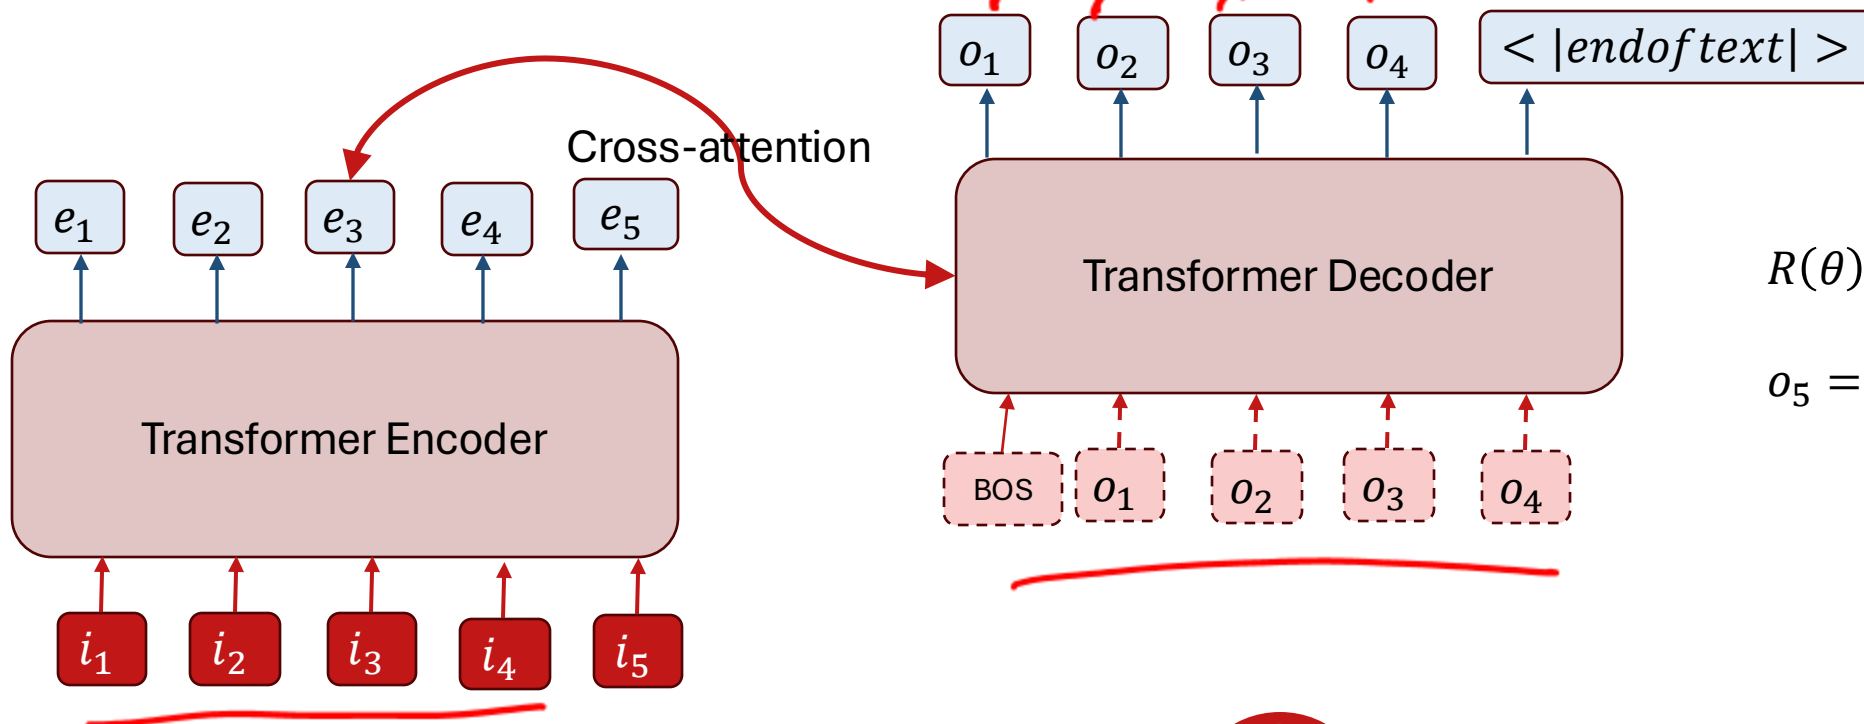 o₁ o₂ o₃ o₄ < |endoftext| >
Cross-attention
e₁ e₂ e₃ e₄ e₅
Transformer Decoder
R(θ)
o₅ =
Transformer Encoder
BOS o₁ o₂ o₃ o₄
i₁ i₂ i₃ i₄ i₅